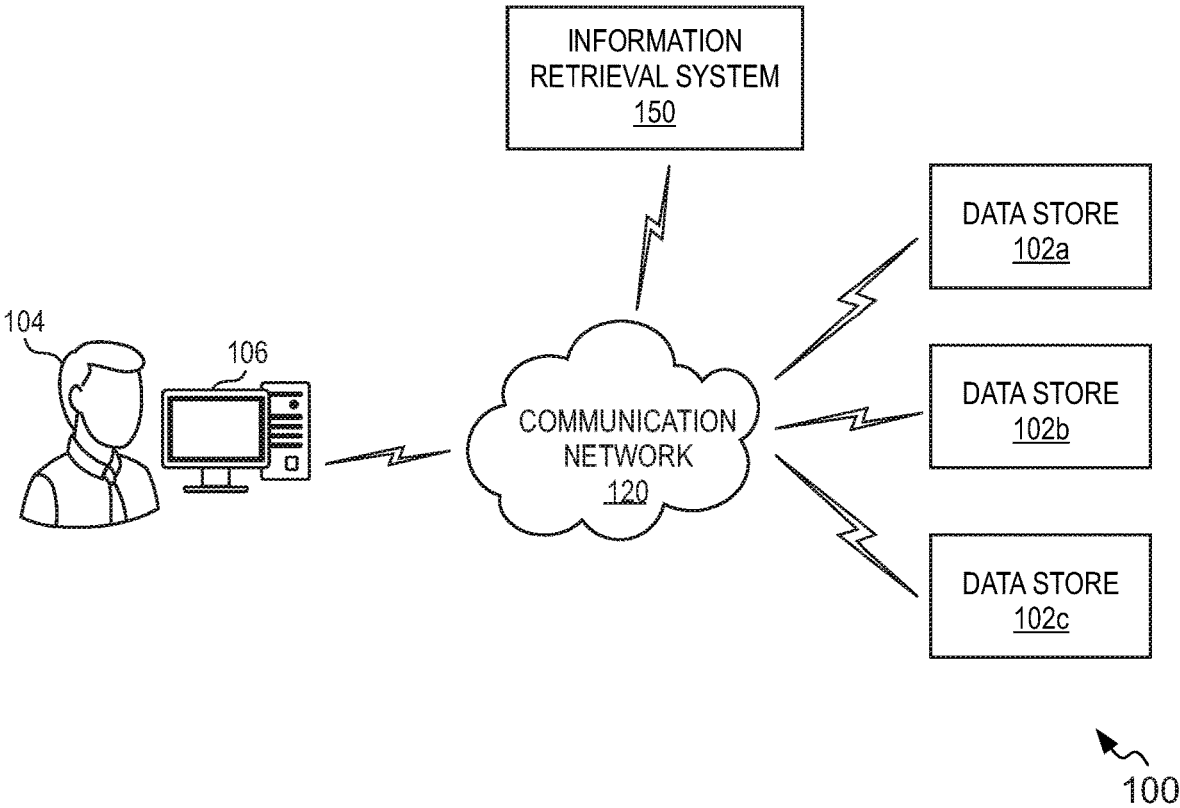 INFORMATION
RETRIEVAL SYSTEM
150
DATA STORE
102a
104
106
DATA STORE
102b
COMMUNICATION
NETWORK
120
DATA STORE
102c
100